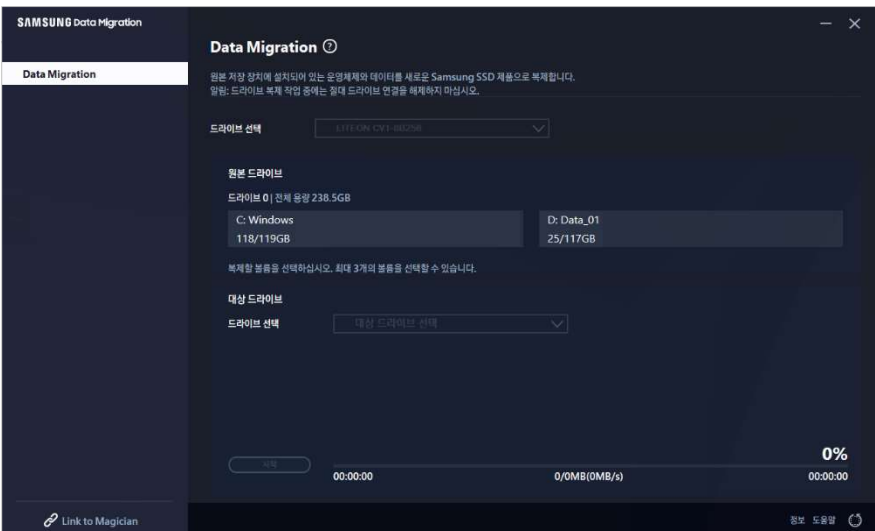 SAMSUNG Data Migration
Data Migration
Data Migration ?
원본 저장 장치에 설치되어 있는 운영체제와 데이터를 새로운 Samsung SSD 제품으로 복제합니다.
알림: 드라이브 복제 작업 중에는 절대 드라이브 연결을 해제하지 마십시오.
드라이브 선택 LITEON CV1-8B256
원본 드라이브
드라이브 0 | 전체 용량 238.5GB
C: Windows
118/119GB
D: Data_01
25/117GB
복제할 볼륨을 선택하십시오. 최대 3개의 볼륨을 선택할 수 있습니다.
대상 드라이브
드라이브 선택 대상 드라이브 선택
시작
0%
00:00:00 0/0MB(0MB/s) 00:00:00
Link to Magician
정보 도움말